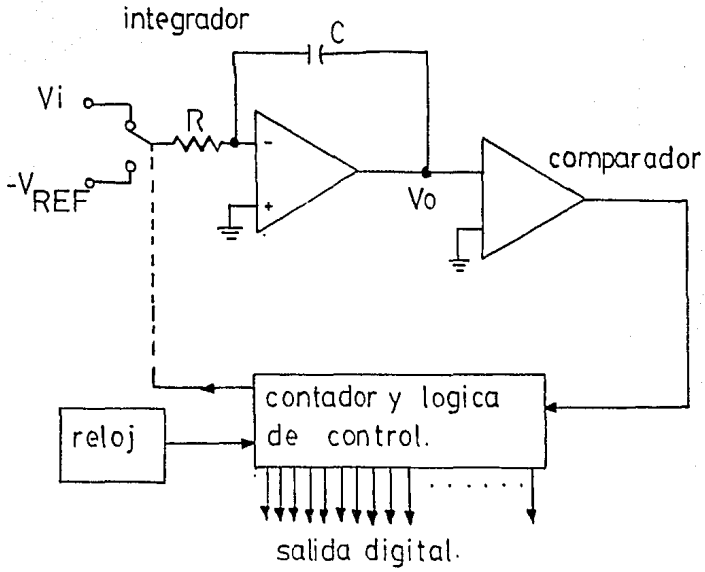 integrador
C
Vi
R
-VREF
-
+
Vo
comparador
contador y logica
de control.
reloj
salida digital.